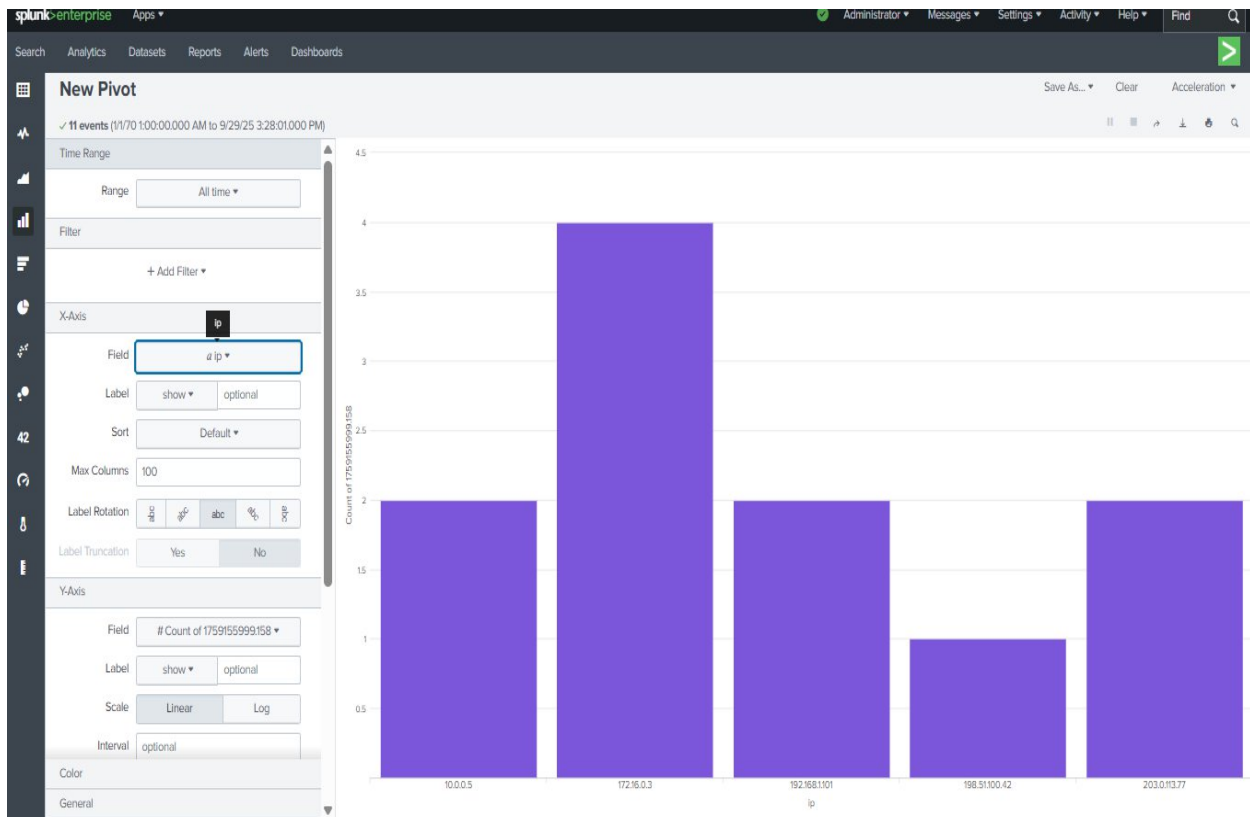 splunk>enterprise Apps Administrator Messages Settings Activity Help Find
Search Analytics Datasets Reports Alerts Dashboards
New Pivot
Save As... Clear Acceleration
✓ 11 events (1/1/70 1:00:00.000 AM to 9/29/25 3:28:01.000 PM)
Time Range
Range All time
Filter
+ Add Filter
X-Axis
ip
Field a ip
Label show optional
Sort Default
Max Columns 100
Label Rotation abc abc abc abc abc
Label Truncation Yes No
Y-Axis
Field # Count of 1759155999.158
Label show optional
Scale Linear Log
Interval optional
Color
General
42
4.5
4
3.5
3
2.5
2
1.5
1
0.5
Count of 1759155999.158
10.0.0.5 172.16.0.3 192.168.1.101 198.51.100.42 203.0.113.77
ip